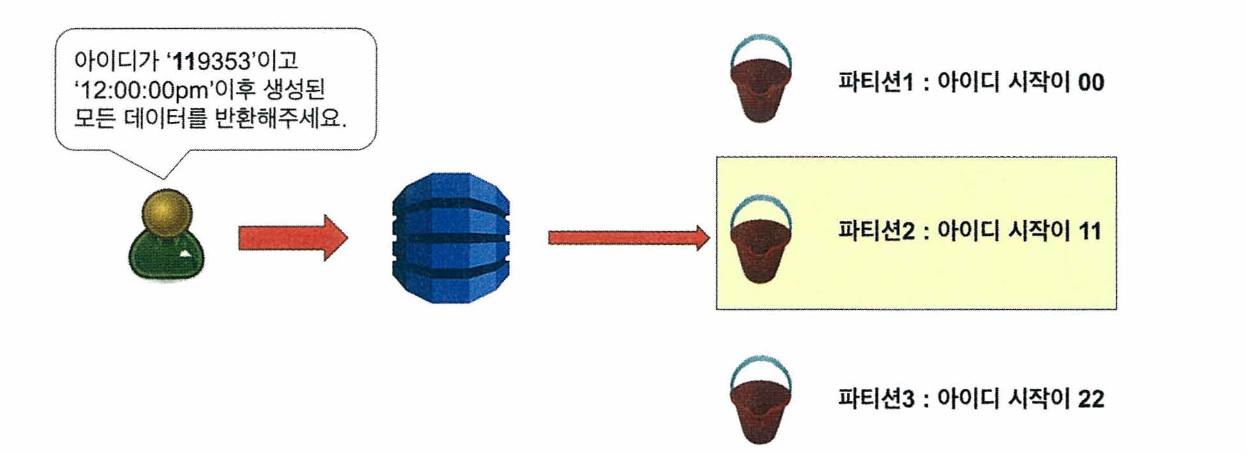 아이디가 '119353'이고
'12:00:00pm'이후 생성된
모든 데이터를 반환해주세요.
파티션1 : 아이디 시작이 00
파티션2 : 아이디 시작이 11
파티션3 : 아이디 시작이 22